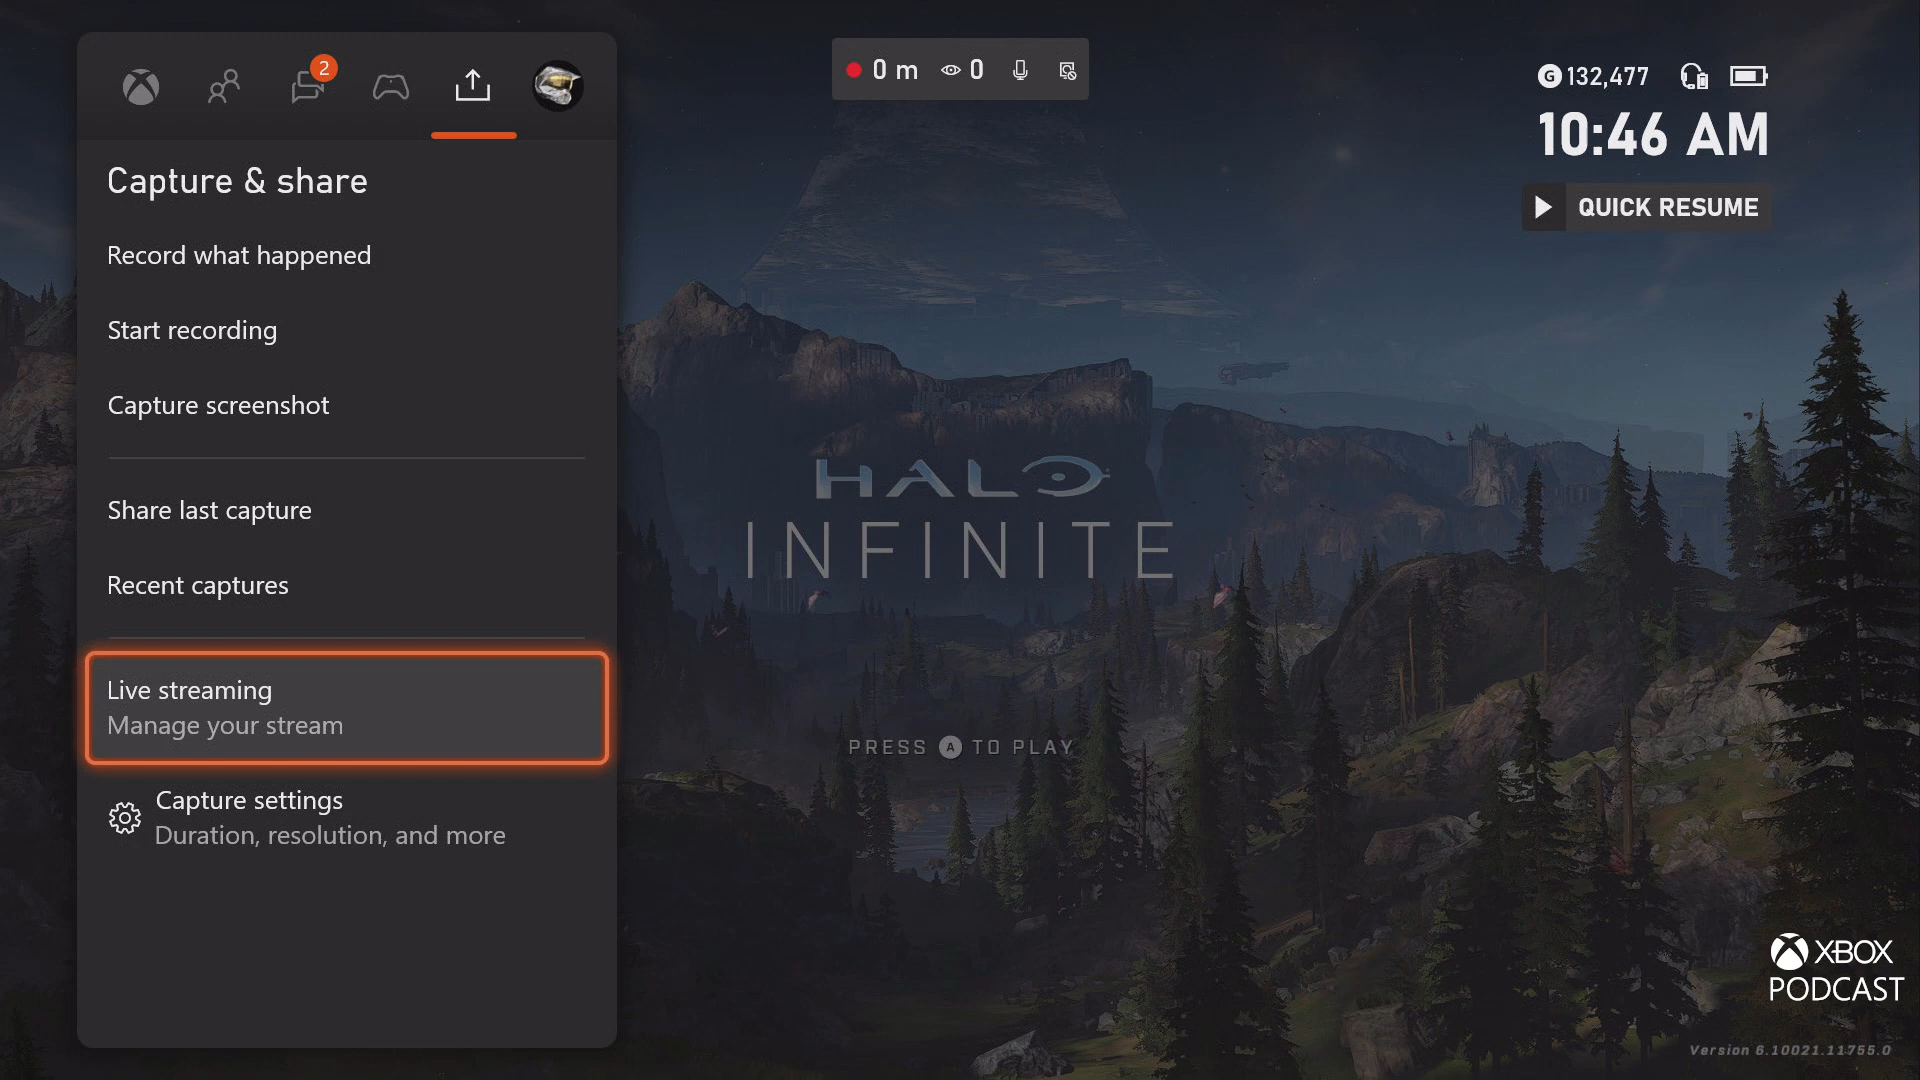 2
Capture & share
Record what happened
Start recording
Capture screenshot
Share last capture
Recent captures
Live streaming
Manage your stream
Capture settings
Duration, resolution, and more
0 m 0
G 132,477
10:46 AM
QUICK RESUME
HALO
INFINITE
PRESS A TO PLAY
XBOX
PODCAST
Version 6.10021.11755.0